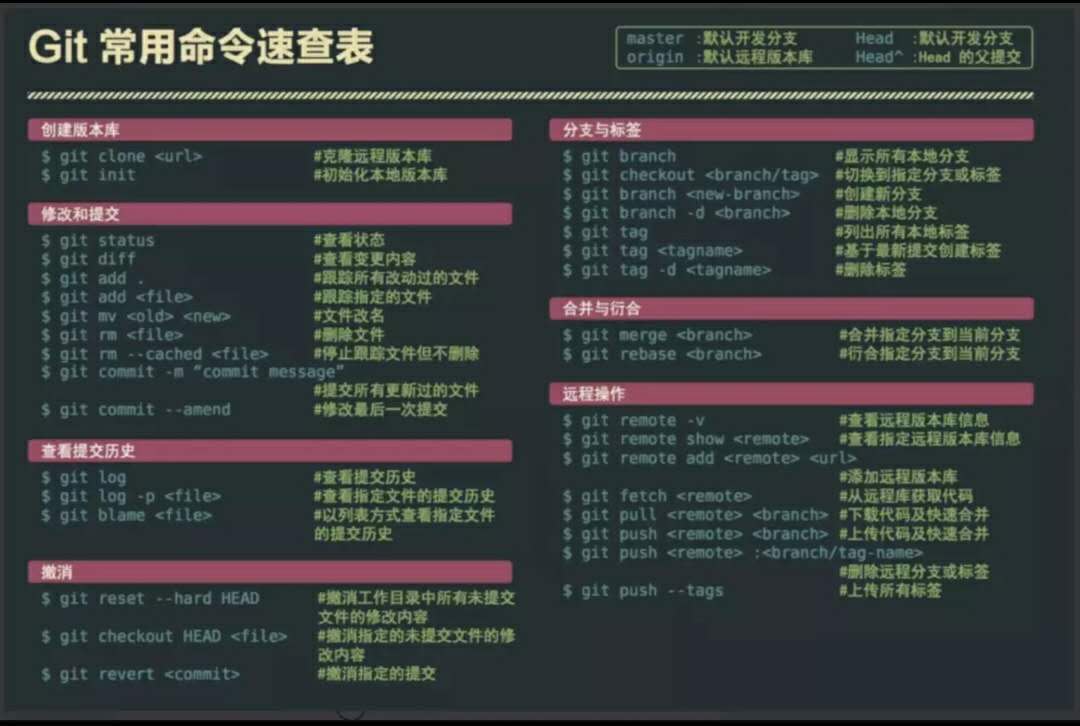 Git 常用命令速查表
master :默认开发分支 Head :默认开发分支
origin :默认远程版本库 Head^ :Head 的父提交
创建版本库
$ git clone <url> #克隆远程版本库
$ git init #初始化本地版本库
修改和提交
$ git status #查看状态
$ git diff #查看变更内容
$ git add . #跟踪所有改动过的文件
$ git add <file> #跟踪指定的文件
$ git mv <old> <new> #文件改名
$ git rm <file> #删除文件
$ git rm --cached <file> #停止跟踪文件但不删除
$ git commit -m “commit message”
#提交所有更新过的文件
$ git commit --amend #修改最后一次提交
查看提交历史
$ git log #查看提交历史
$ git log -p <file> #查看指定文件的提交历史
$ git blame <file> #以列表方式查看指定文件
的提交历史
撤消
$ git reset --hard HEAD #撤消工作目录中所有未提交
文件的修改内容
$ git checkout HEAD <file> #撤消指定的未提交文件的修
改内容
$ git revert <commit> #撤消指定的提交
分支与标签
$ git branch #显示所有本地分支
$ git checkout <branch/tag> #切换到指定分支或标签
$ git branch <new-branch> #创建新分支
$ git branch -d <branch> #删除本地分支
$ git tag #列出所有本地标签
$ git tag <tagname> #基于最新提交创建标签
$ git tag -d <tagname> #删除标签
合并与衍合
$ git merge <branch> #合并指定分支到当前分支
$ git rebase <branch> #衍合指定分支到当前分支
远程操作
$ git remote -v #查看远程版本库信息
$ git remote show <remote> #查看指定远程版本库信息
$ git remote add <remote> <url>
#添加远程版本库
$ git fetch <remote> #从远程库获取代码
$ git pull <remote> <branch> #下载代码及快速合并
$ git push <remote> <branch> #上传代码及快速合并
$ git push <remote> :<branch/tag-name>
#删除远程分支或标签
$ git push --tags #上传所有标签